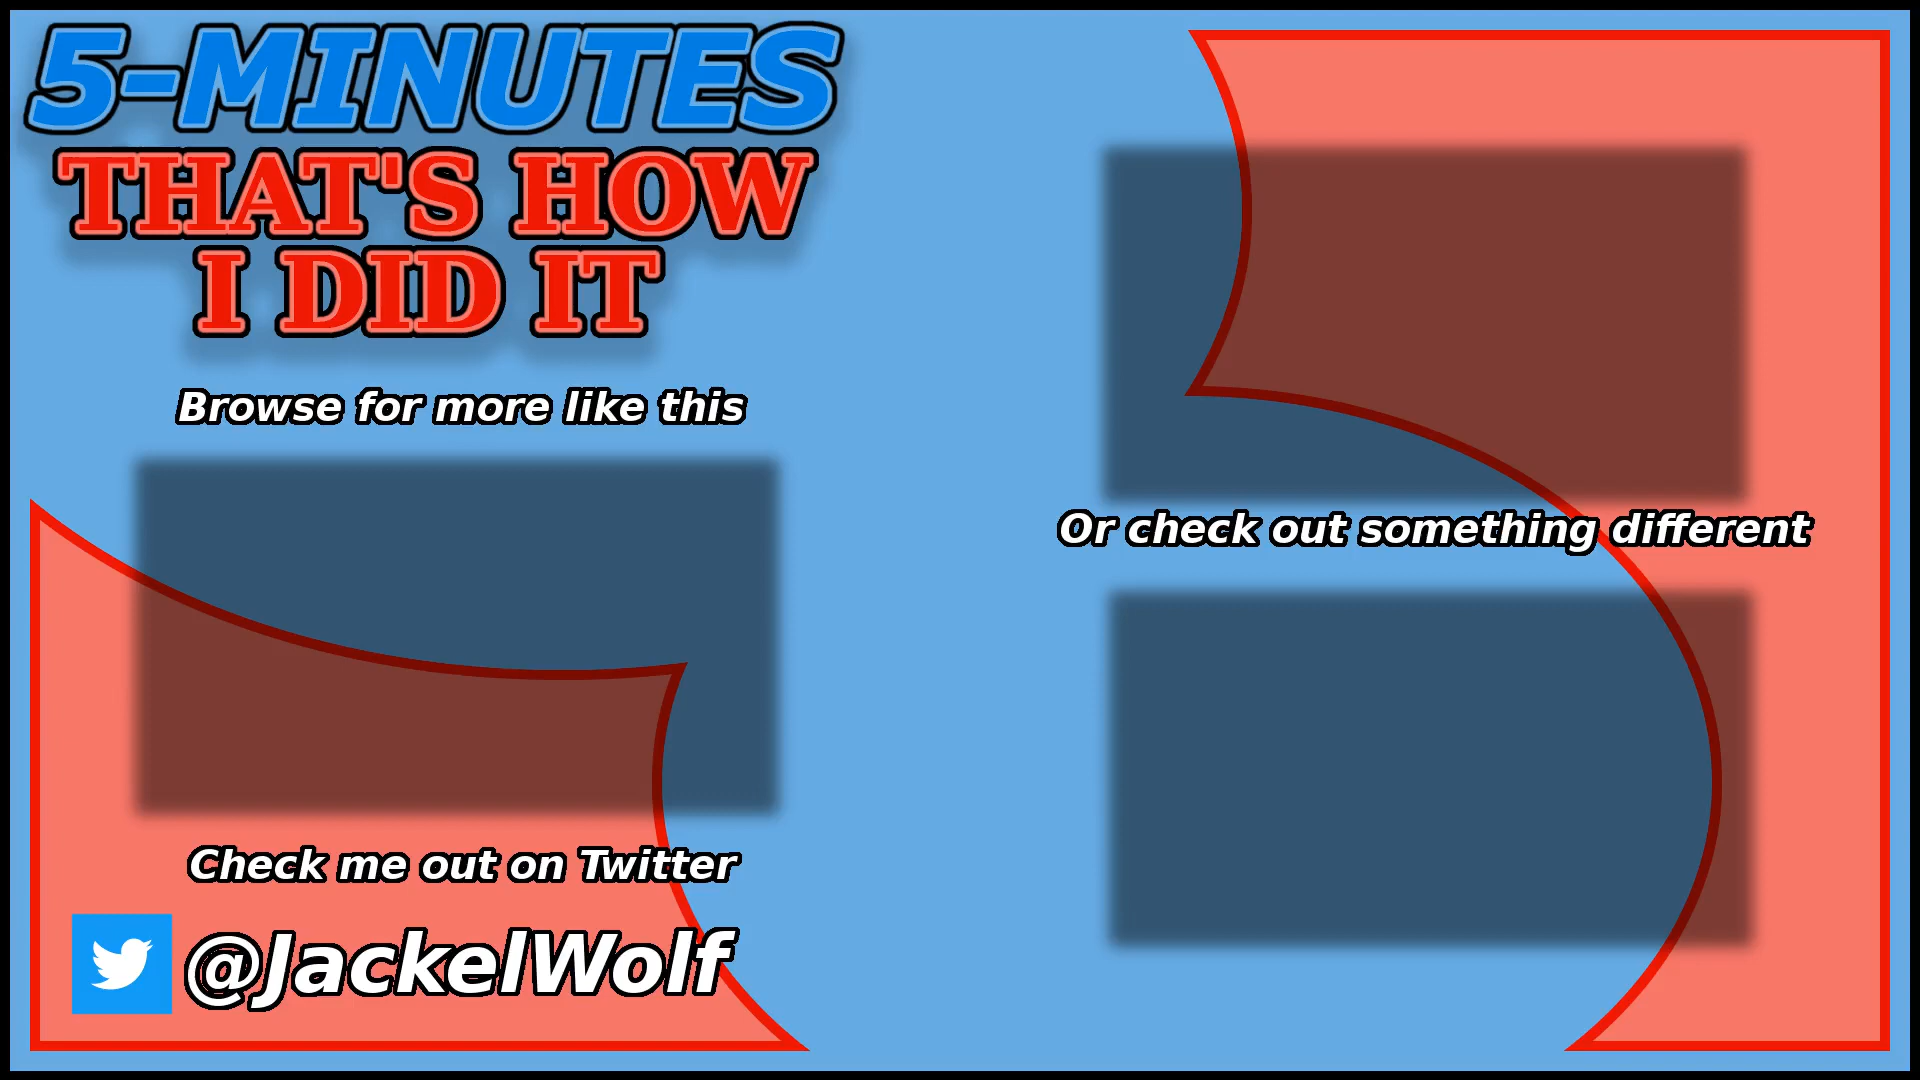 5-MINUTES
THAT'S HOW
I DID IT
Browse for more like this
Or check out something different
Check me out on Twitter
@JackelWolf